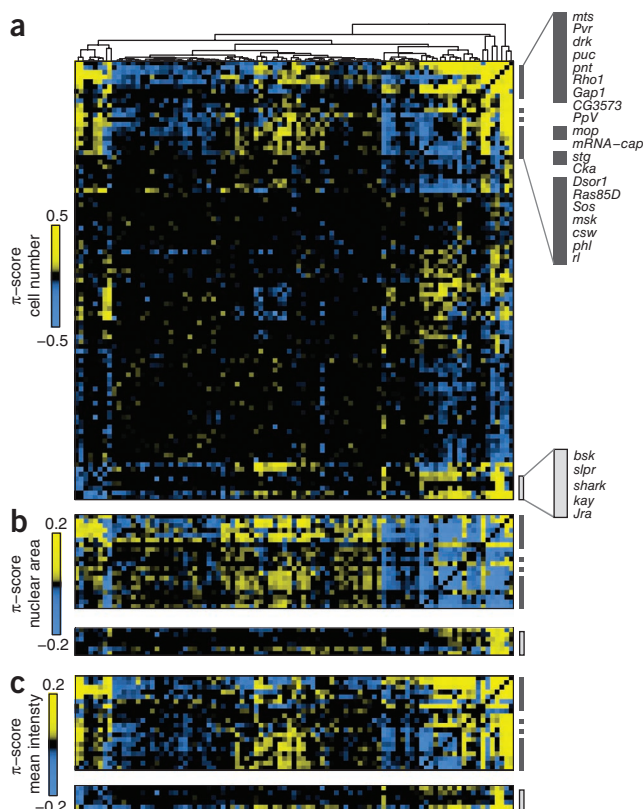 a
mts
Pvr
drk
puc
pnt
Rho1
Gap1
CG3573
PpV
mop
mRNA−cap
stg
Cka
Dsor1
Ras85D
Sos
msk
csw
phl
rl
0.5
π−score
cell number
−0.5
bsk
slpr
shark
kay
Jra
b
0.2
π−score
nuclear area
−0.2
c
0.2
π−score
mean intensty
−0.2